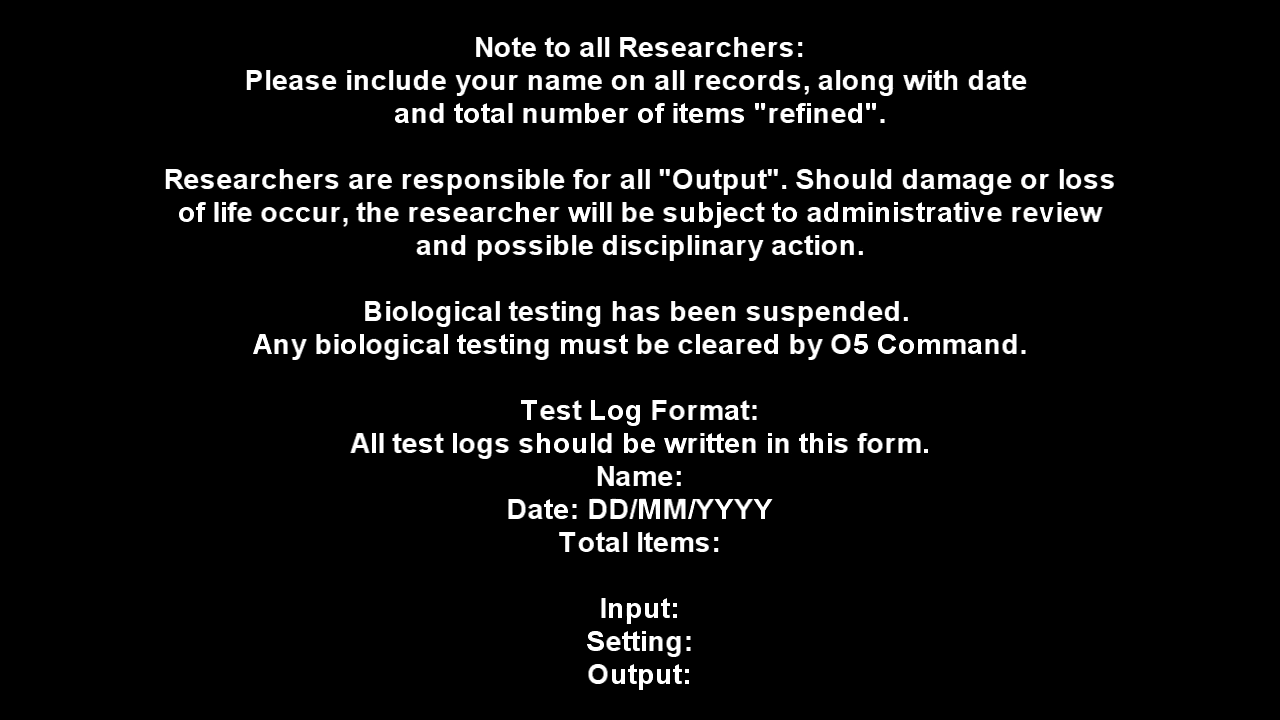 Note to all Researchers:
Please include your name on all records, along with date
and total number of items "refined".
Researchers are responsible for all "Output". Should damage or loss
of life occur, the researcher will be subject to administrative review
and possible disciplinary action.
Biological testing has been suspended.
Any biological testing must be cleared by O5 Command.
Test Log Format:
All test logs should be written in this form.
Name:
Date: DD/MM/YYYY
Total Items:
Input:
Setting:
Output: